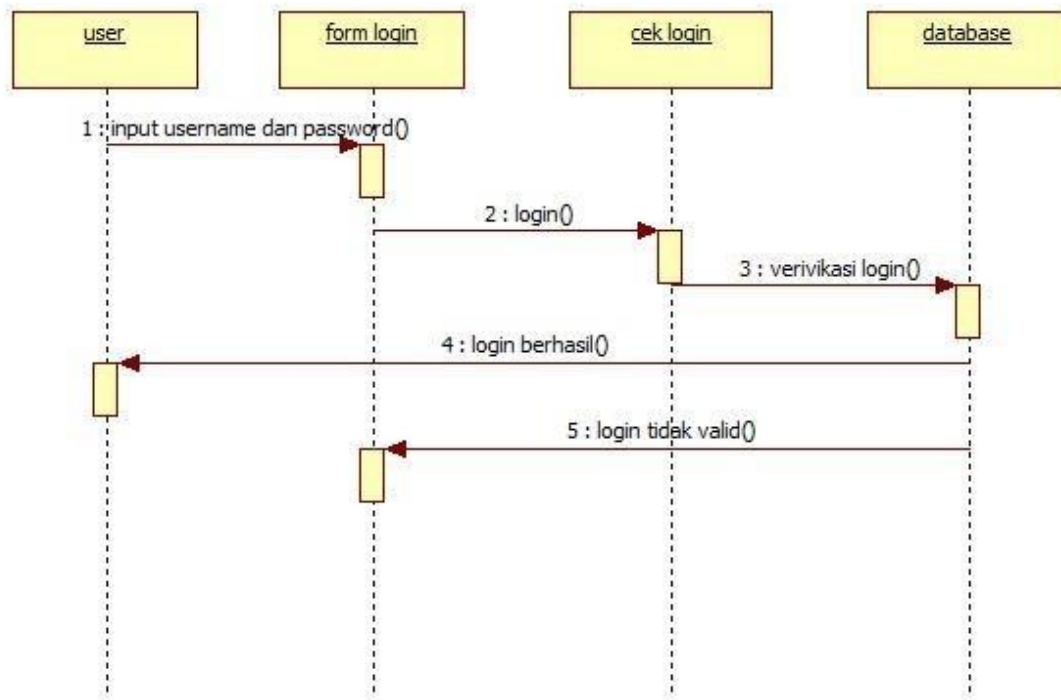 user
form login
cek login
database
1 : input username dan password()
2 : login()
3 : verivikasi login()
4 : login berhasil()
5 : login tidak valid()